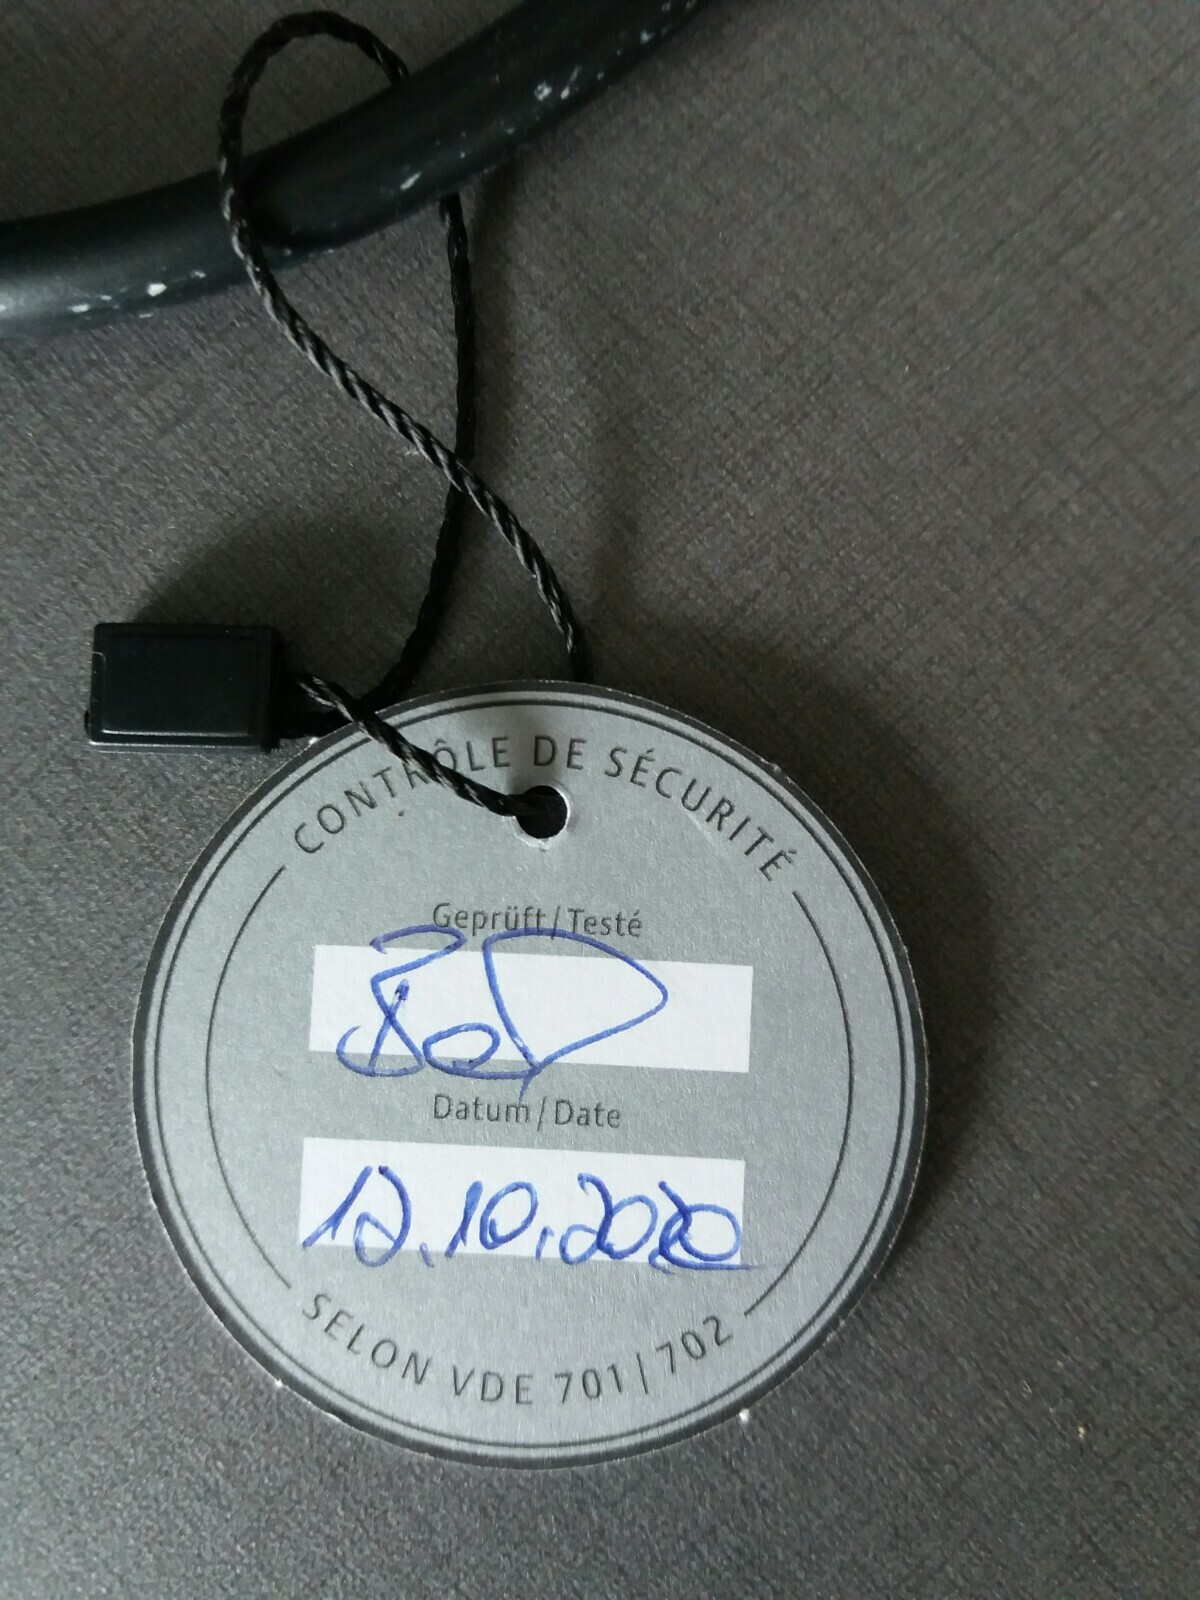 CONTRÔLE DE SÉCURITÉ
Geprüft/Testé
Datum/Date
12.10.2020
SELON VDE 701|702